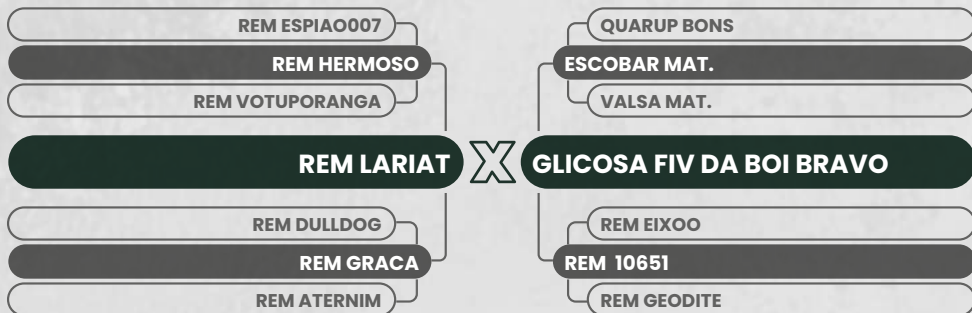 REM ESPIAO007 QUARUP BONS
REM HERMOSO ESCOBAR MAT.
REM VOTUPORANGA VALSA MAT.
REM LARIAT X GLICOSA FIV DA BOI BRAVO
REM DULLDOG REM EIXOO
REM GRACA REM 10651
REM ATERNIM REM GEODITE